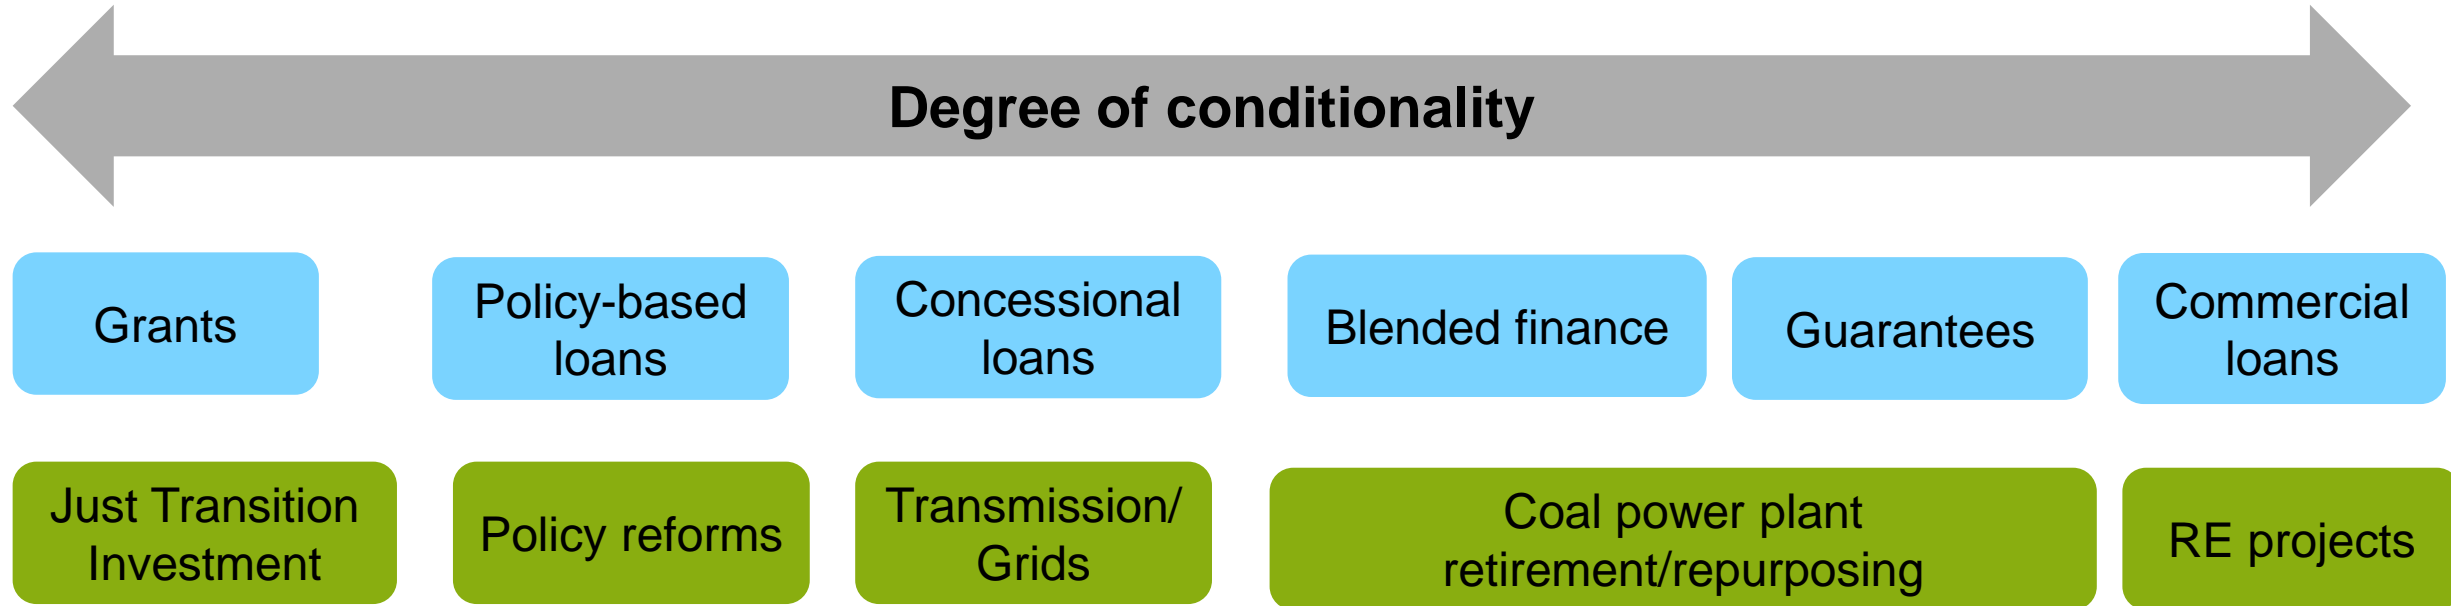 Degree of conditionality
Grants
Policy-based
loans
Concessional
loans
Blended finance
Guarantees
Commercial
loans
Just Transition
Investment
Policy reforms
Transmission/
Grids
Coal power plant
retirement/repurposing
RE projects